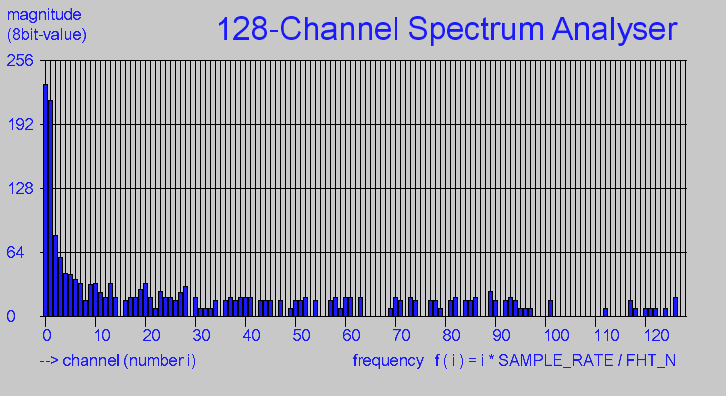 magnitude
(8bit-value)
128-Channel Spectrum Analyser
256
192
128
64
0
0 10 20 30 40 50 60 70 80 90 100 110 120
--> channel (number i)
frequency f ( i ) = i * SAMPLE_RATE / FHT_N